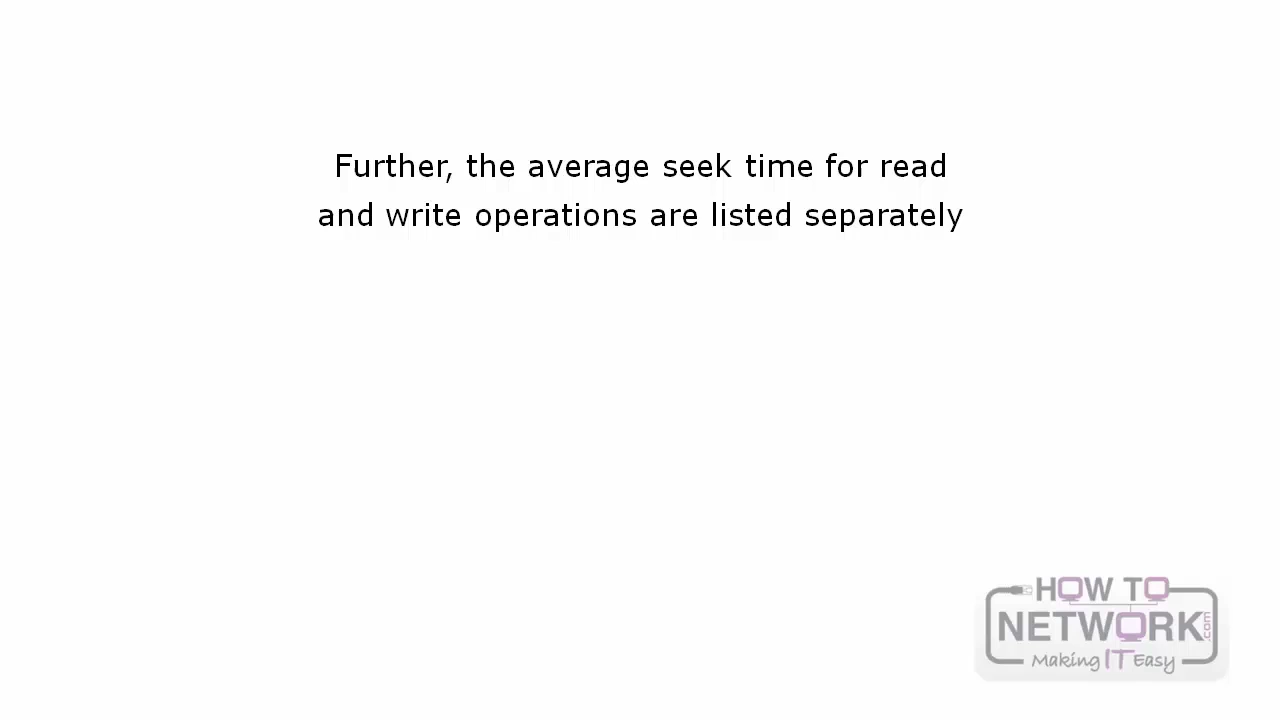 Further, the average seek time for read
and write operations are listed separately
HOW TO
NETWORK.com
Making IT Easy